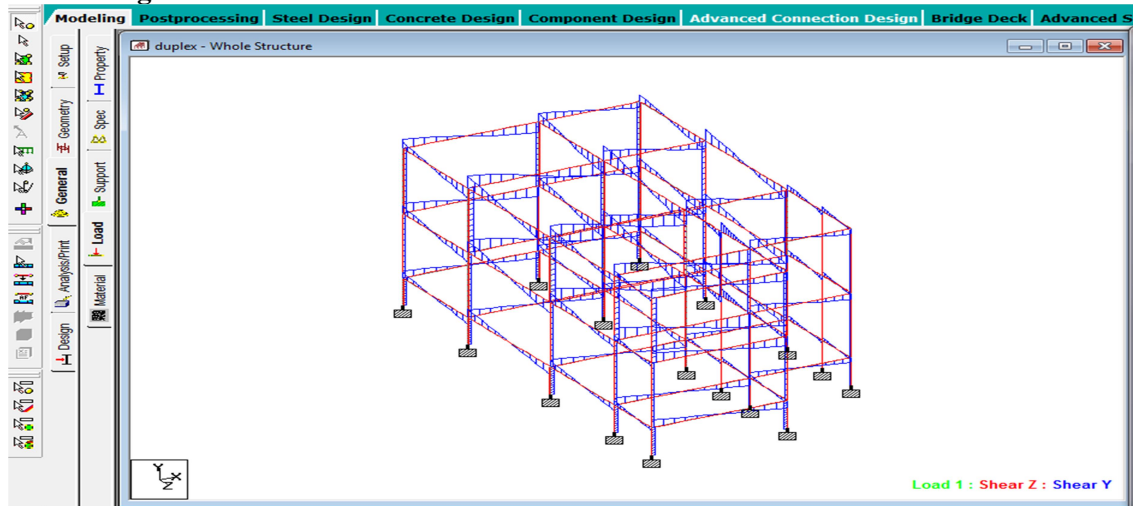 Modeling Postprocessing Steel Design Concrete Design Component Design Advanced Connection Design Bridge Deck Advanced S
duplex - Whole Structure
Setup
Geometry
General
Analysis/Print
Design
Property
Spec
Support
Load
Material
Y
X
Z
Load 1 : Shear Z : Shear Y